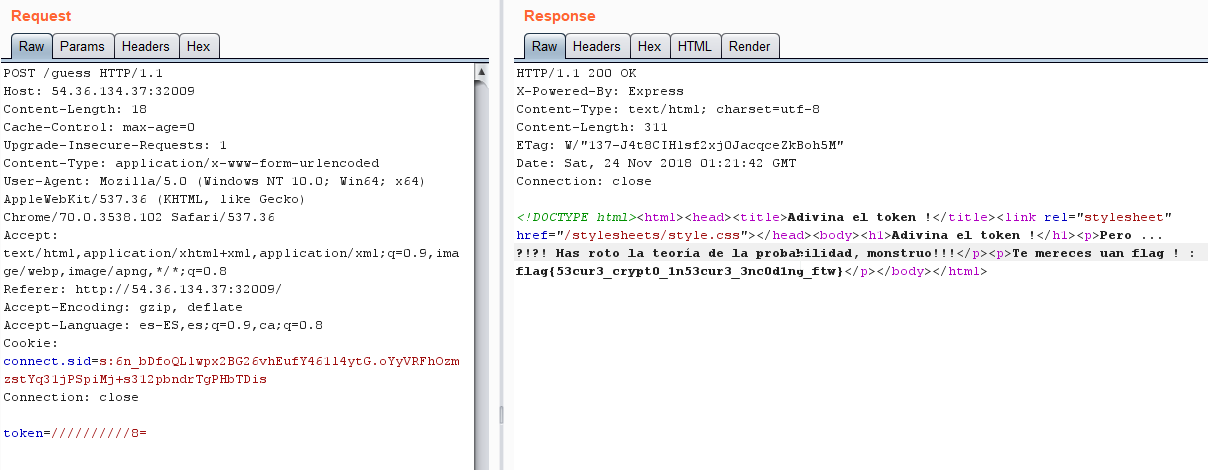 Request
Raw Params Headers Hex
POST /guess HTTP/1.1
Host: 54.36.134.37:32009
Content-Length: 18
Cache-Control: max-age=0
Upgrade-Insecure-Requests: 1
Content-Type: application/x-www-form-urlencoded
User-Agent: Mozilla/5.0 (Windows NT 10.0; Win64; x64)
AppleWebKit/537.36 (KHTML, like Gecko)
Chrome/70.0.3538.102 Safari/537.36
Accept:
text/html,application/xhtml+xml,application/xml;q=0.9,ima
ge/webp,image/apng,*/*;q=0.8
Referer: http://54.36.134.37:32009/
Accept-Encoding: gzip, deflate
Accept-Language: es-ES,es;q=0.9,ca;q=0.8
Cookie:
connect.sid=s:6n_bDfoQLlwpx2BG26vhEufY46114ytG.oYyVRFhOzm
zstYq31jPSpiMj+s312pbndrTgPHbTDis
Connection: close
token=//////////8=
Response
Raw Headers Hex HTML Render
HTTP/1.1 200 OK
X-Powered-By: Express
Content-Type: text/html; charset=utf-8
Content-Length: 311
ETag: W/"137-J4t8CIHlsf2xj0JacqceZkBoh5M"
Date: Sat, 24 Nov 2018 01:21:42 GMT
Connection: close
<!DOCTYPE html><html><head><title>Adivina el token !</title><link rel="stylesheet"
href="/stylesheets/style.css"></head><body><h1>Adivina el token !</h1><p>Pero ...
?!?! Has roto la teoría de la probabilidad, monstruo!!!</p><p>Te mereces uan flag ! :
flag{53cur3_crypt0_1n53cur3_3nc0d1ng_ftw}</p></body></html>